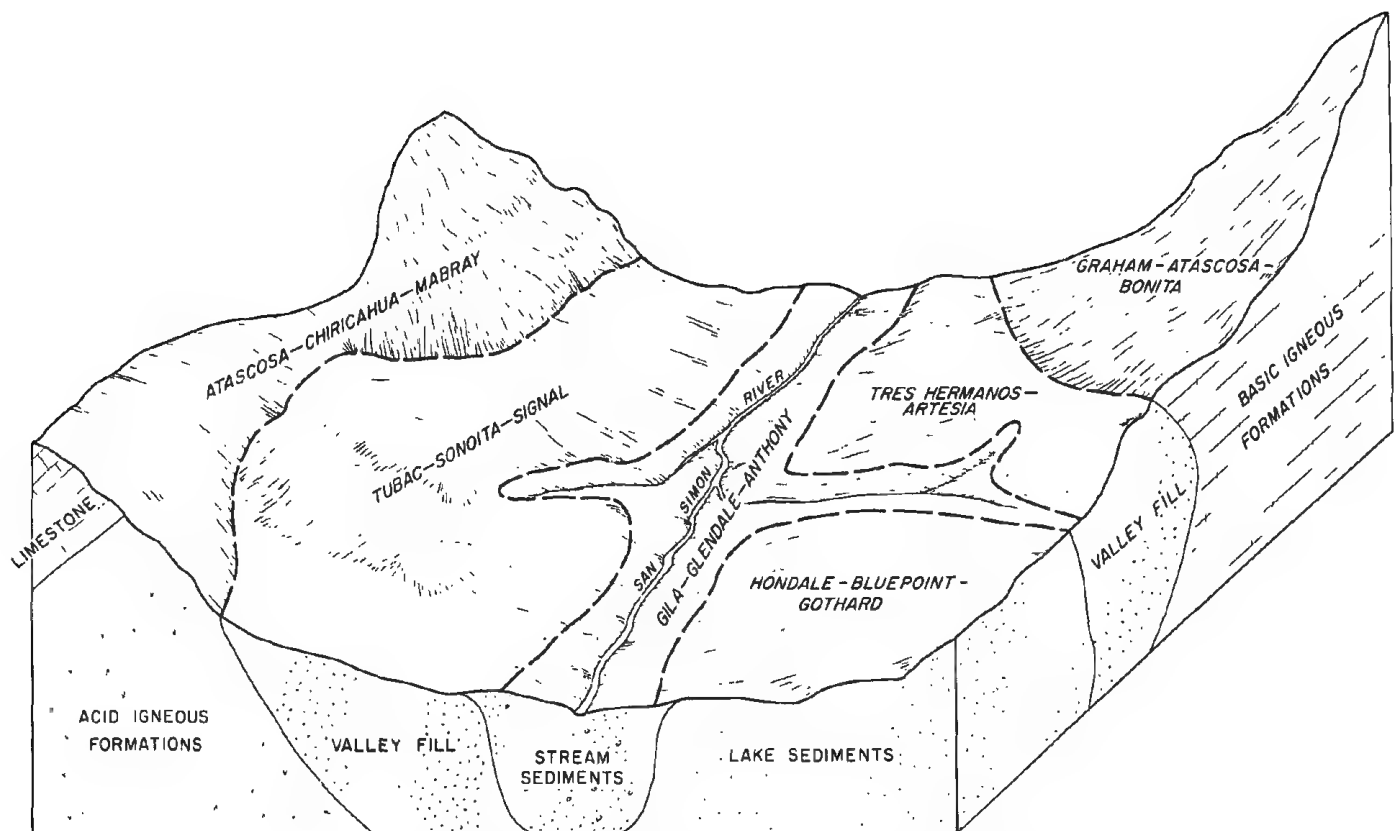 GRAHAM-ATASCOSA-
BONITA
ATASCOSA-CHIRICAHUA-MABRAY
TUBAC-SONOITA-SIGNAL
SAN SIMON RIVER
GILA-GLENDALE-ANTHONY
TRES HERMANOS-
ARTESIA
BASIC IGNEOUS
FORMATIONS
HONDALE-BLUEPOINT-
GOTHARD
VALLEY FILL
LIMESTONE
ACID IGNEOUS
FORMATIONS
VALLEY FILL
STREAM
SEDIMENTS
LAKE SEDIMENTS